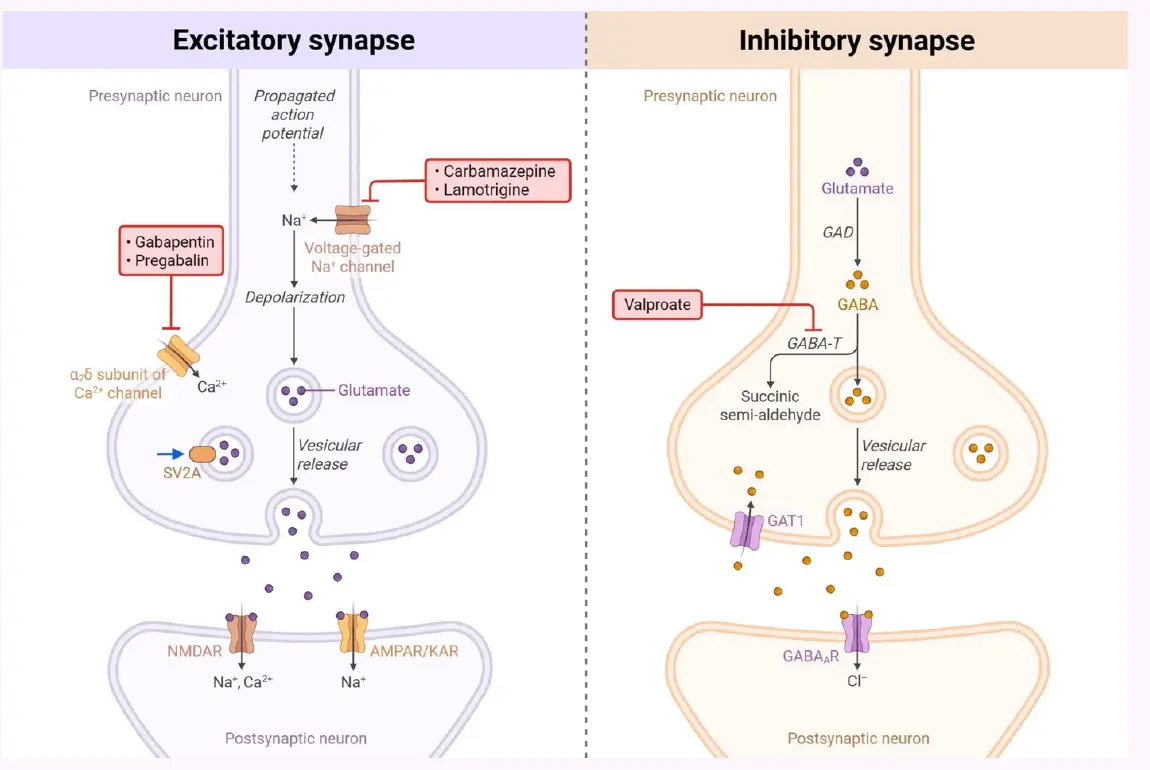 Excitatory synapse
Presynaptic neuron
Propagated
action
potential
• Carbamazepine
• Lamotrigine
Na⁺
Voltage-gated
Na⁺ channel
• Gabapentin
• Pregabalin
Depolarization
α₂δ subunit of
Ca²⁺ channel
Ca²⁺
Glutamate
Vesicular
release
SV2A
NMDAR
AMPAR/KAR
Na⁺, Ca²⁺
Na⁺
Postsynaptic neuron
Inhibitory synapse
Presynaptic neuron
Glutamate
GAD
GABA
Valproate
GABA-T
Succinic
semi-aldehyde
Vesicular
release
GAT1
GABAₐR
Cl⁻
Postsynaptic neuron